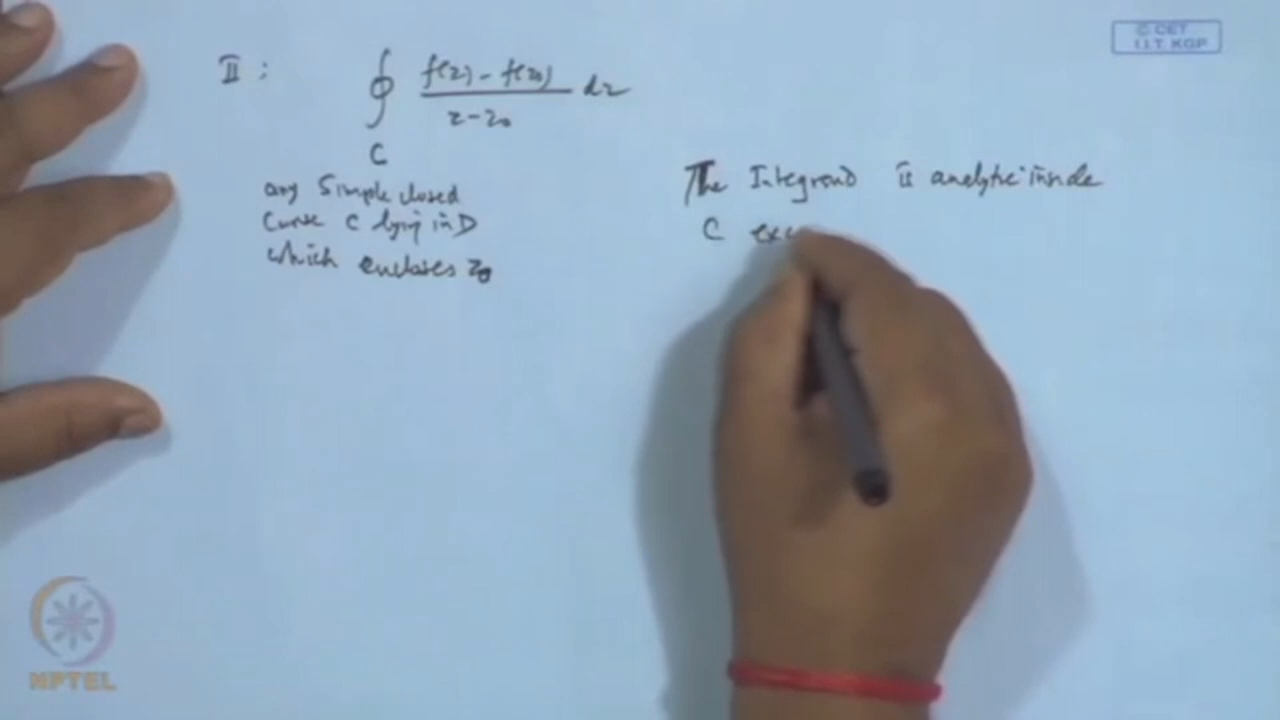 C CET
I.I.T. KGP
II : ∮ f(z) - f(z₀) dz
z - z₀
C
any Simple closed
Curve C lying in D
which encloses z₀
The Integrand is analytic inside
C exc
NPTEL